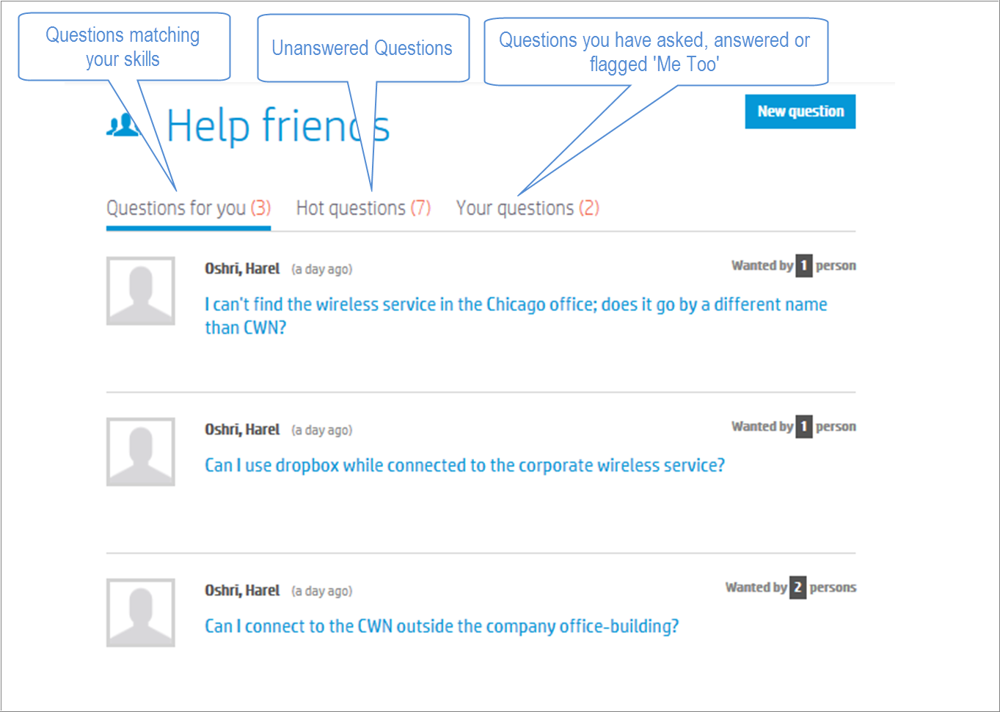 Questions matching
your skills
Unanswered Questions
Questions you have asked, answered or
flagged 'Me Too'
Help friends
New question
Questions for you (3)
Hot questions (7)
Your questions (2)
Oshri, Harel (a day ago)
Wanted by 1 person
I can't find the wireless service in the Chicago office; does it go by a different name
than CWN?
Oshri, Harel (a day ago)
Wanted by 1 person
Can I use dropbox while connected to the corporate wireless service?
Oshri, Harel (a day ago)
Wanted by 2 persons
Can I connect to the CWN outside the company office-building?